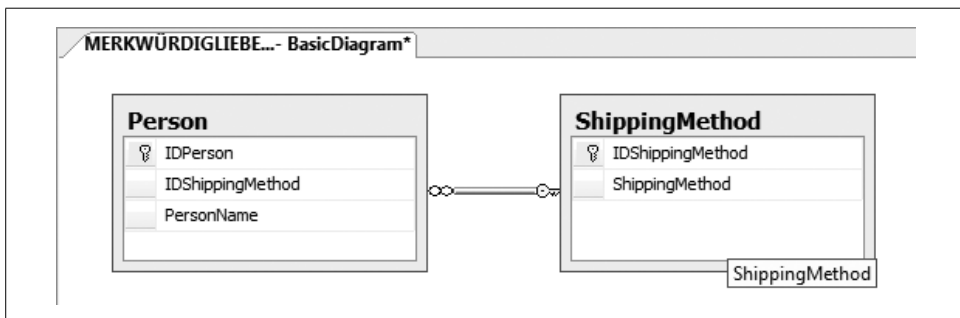 MERKWÜRDIGLIEBE...- BasicDiagram*
Person
IDPerson
IDShippingMethod
PersonName
ShippingMethod
IDShippingMethod
ShippingMethod
ShippingMethod